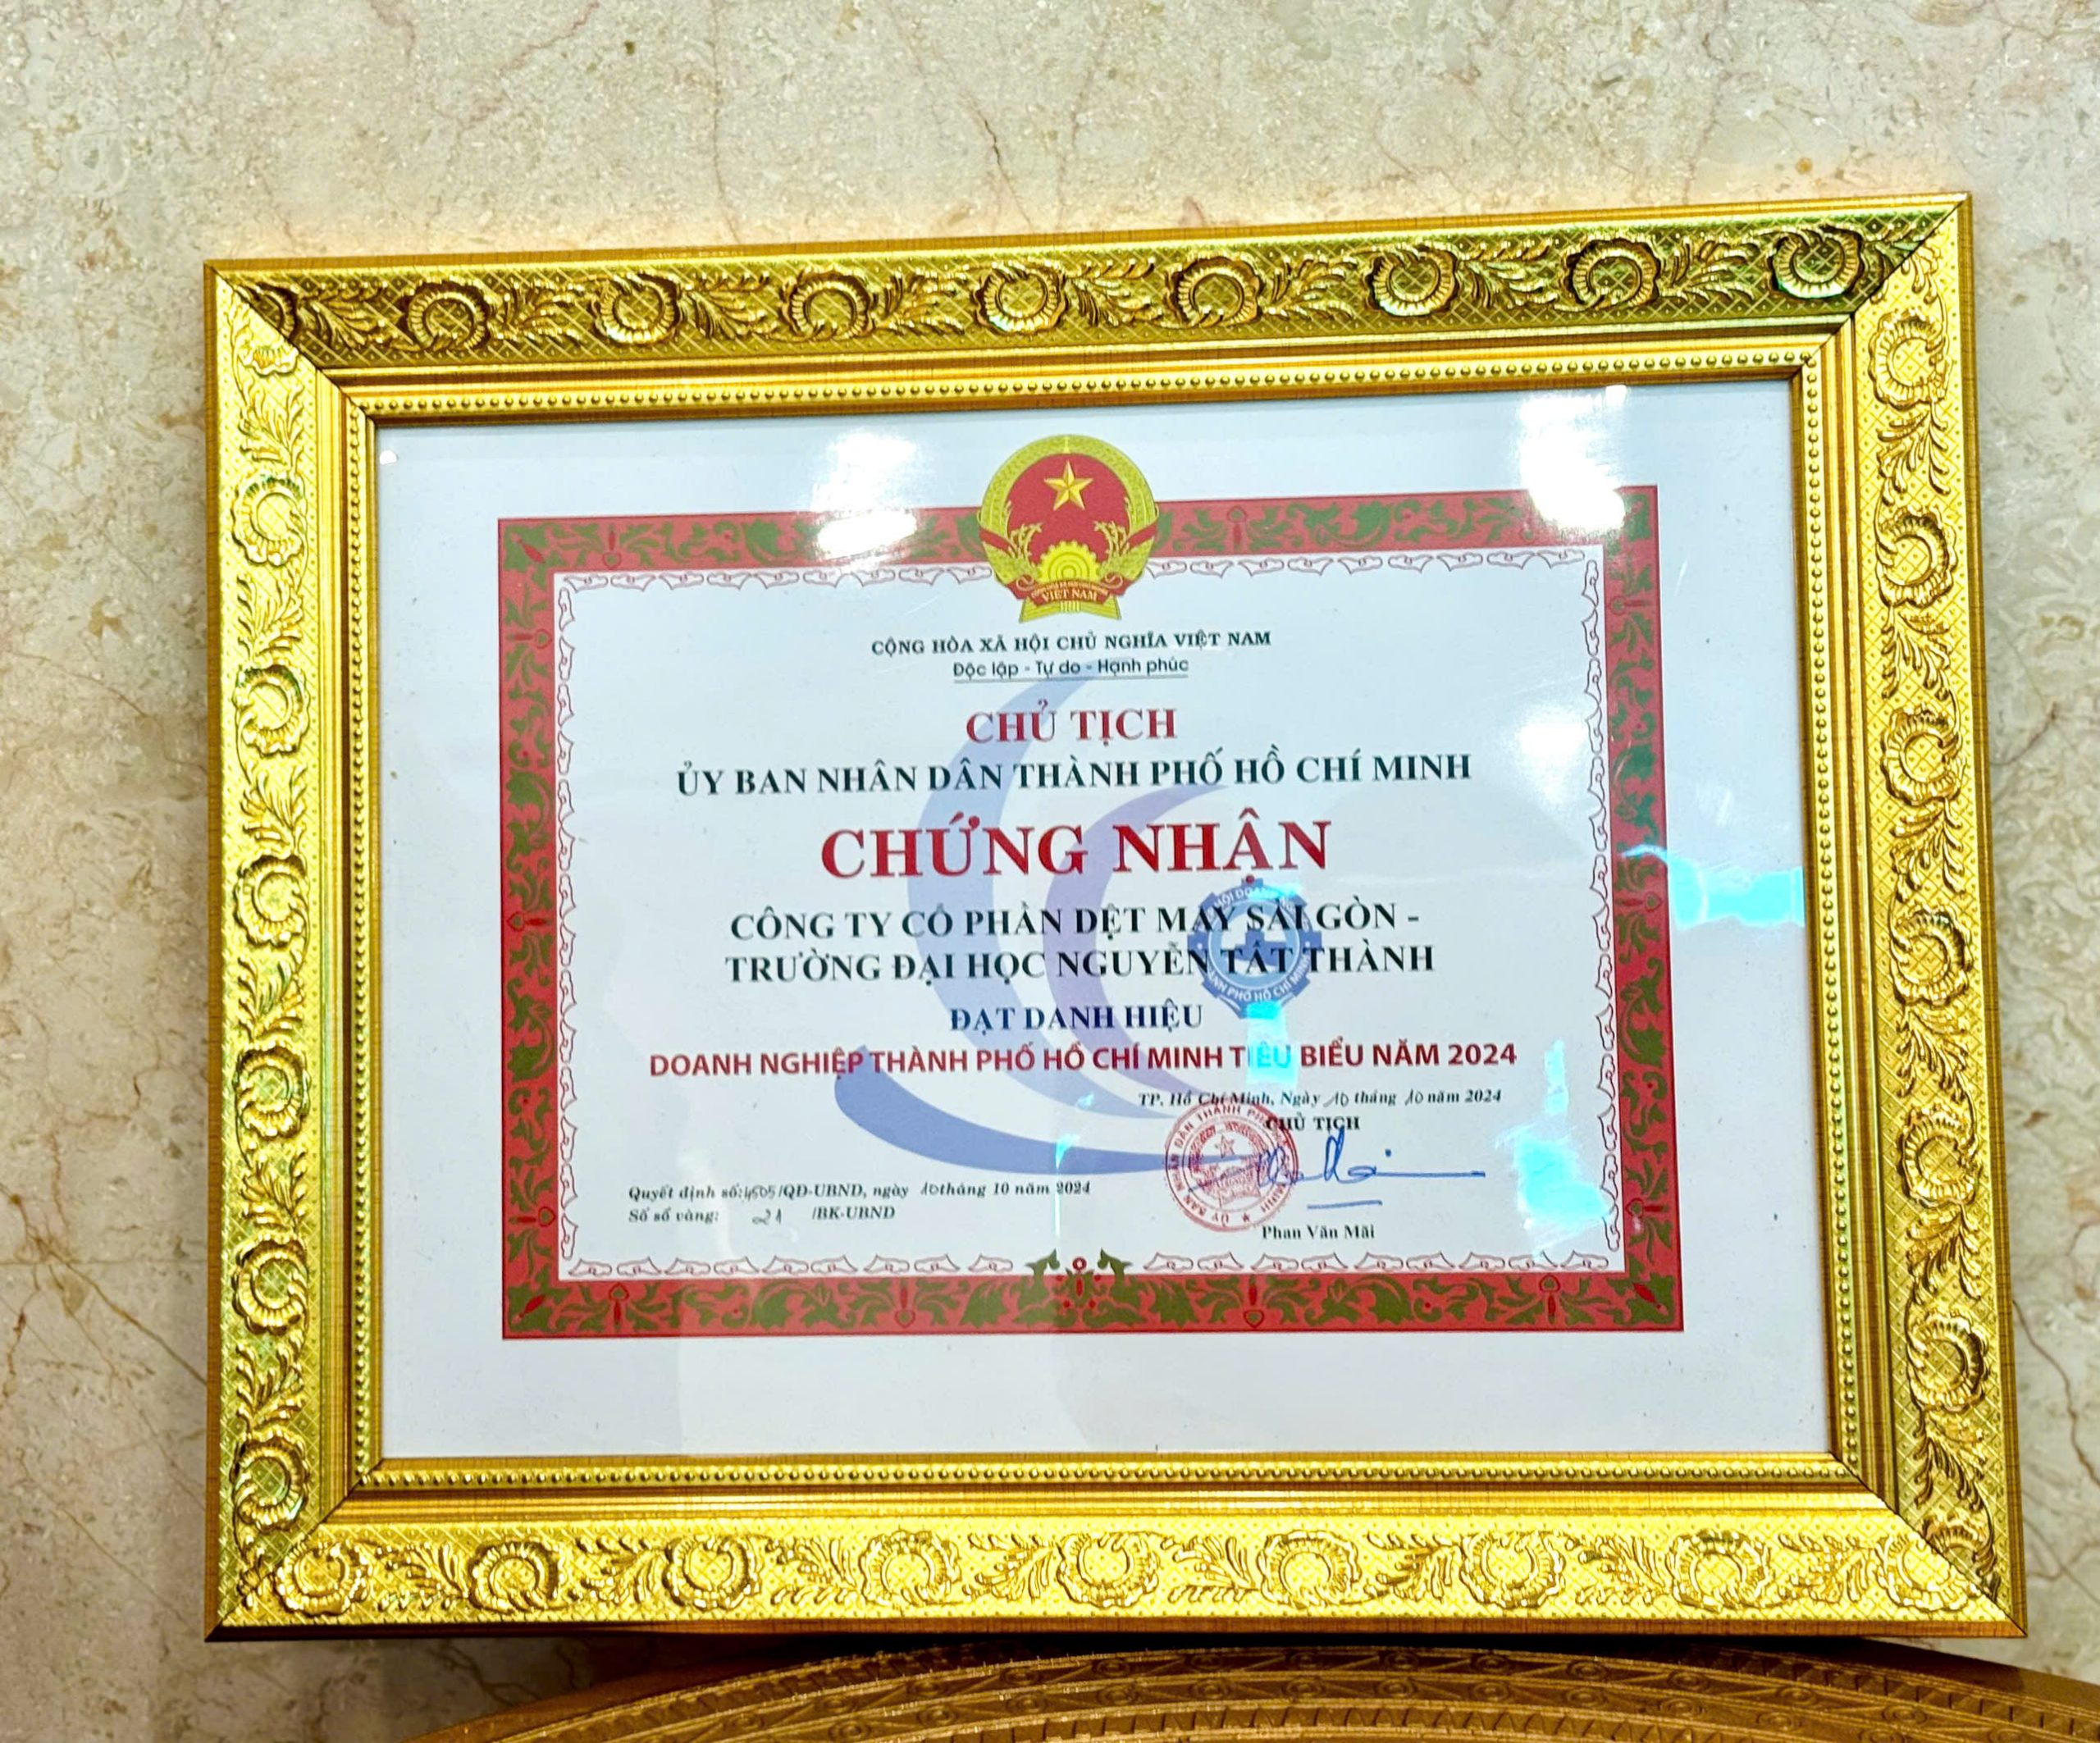 VIỆT NAM
CỘNG HÒA XÃ HỘI CHỦ NGHĨA VIỆT NAM
Độc lập - Tự do - Hạnh phúc
CHỦ TỊCH
ỦY BAN NHÂN DÂN THÀNH PHỐ HỒ CHÍ MINH
CHỨNG NHẬN
CÔNG TY CỔ PHẦN DỆT MAY SÀI GÒN -
TRƯỜNG ĐẠI HỌC NGUYỄN TẤT THÀNH
ĐẠT DANH HIỆU
DOANH NGHIỆP THÀNH PHỐ HỒ CHÍ MINH TIÊU BIỂU NĂM 2024
TP. Hồ Chí Minh, Ngày 10 tháng 10 năm 2024
CHỦ TỊCH
Quyết định số: 4505/QĐ-UBND, ngày 10 tháng 10 năm 2024
Số sổ vàng: 21 /BK-UBND
Phan Văn Mãi